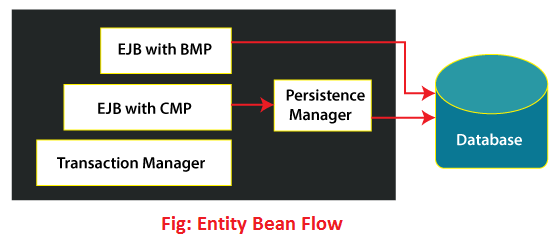 EJB with BMP
EJB with CMP
Persistence
Manager
Transaction Manager
Database
Fig: Entity Bean Flow